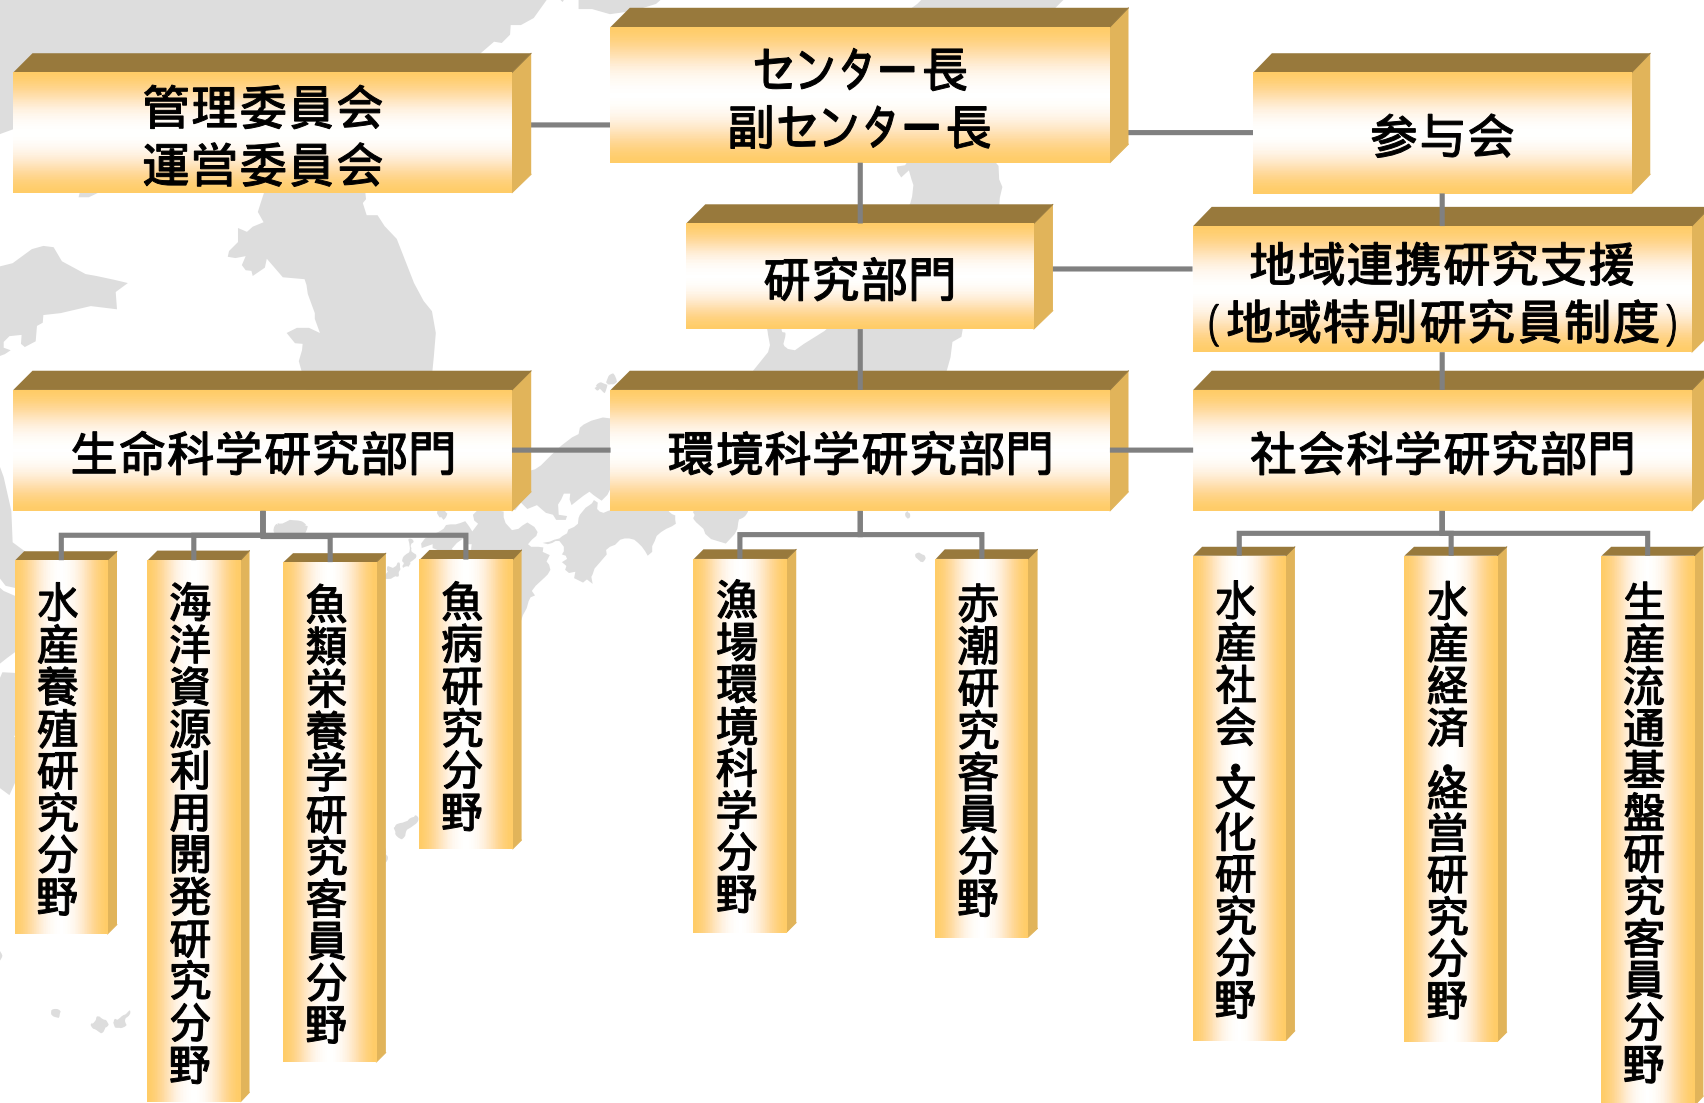 管理委員会
運営委員会
センター長
副センター長
参与会
研究部門
地域連携研究支援
(地域特別研究員制度)
生命科学研究部門
環境科学研究部門
社会科学研究部門
水産養殖研究分野
海洋資源利用開発研究分野
魚類栄養学研究客員分野
魚病研究分野
漁場環境科学分野
赤潮研究客員分野
水産社会・文化研究分野
水産経済・経営研究分野
生産流通基盤研究客員分野